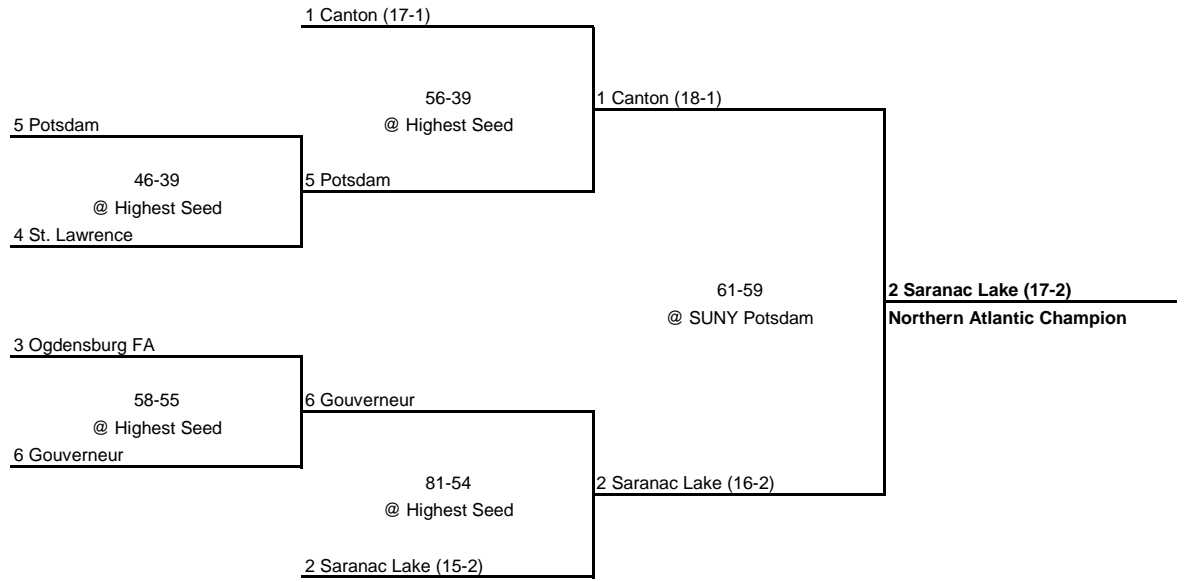 1 Canton (17-1)
56-39
@ Highest Seed
1 Canton (18-1)
5 Potsdam
46-39
@ Highest Seed
5 Potsdam
4 St. Lawrence
61-59
@ SUNY Potsdam
2 Saranac Lake (17-2)
Northern Atlantic Champion
3 Ogdensburg FA
58-55
@ Highest Seed
6 Gouverneur
6 Gouverneur
81-54
@ Highest Seed
2 Saranac Lake (16-2)
2 Saranac Lake (15-2)